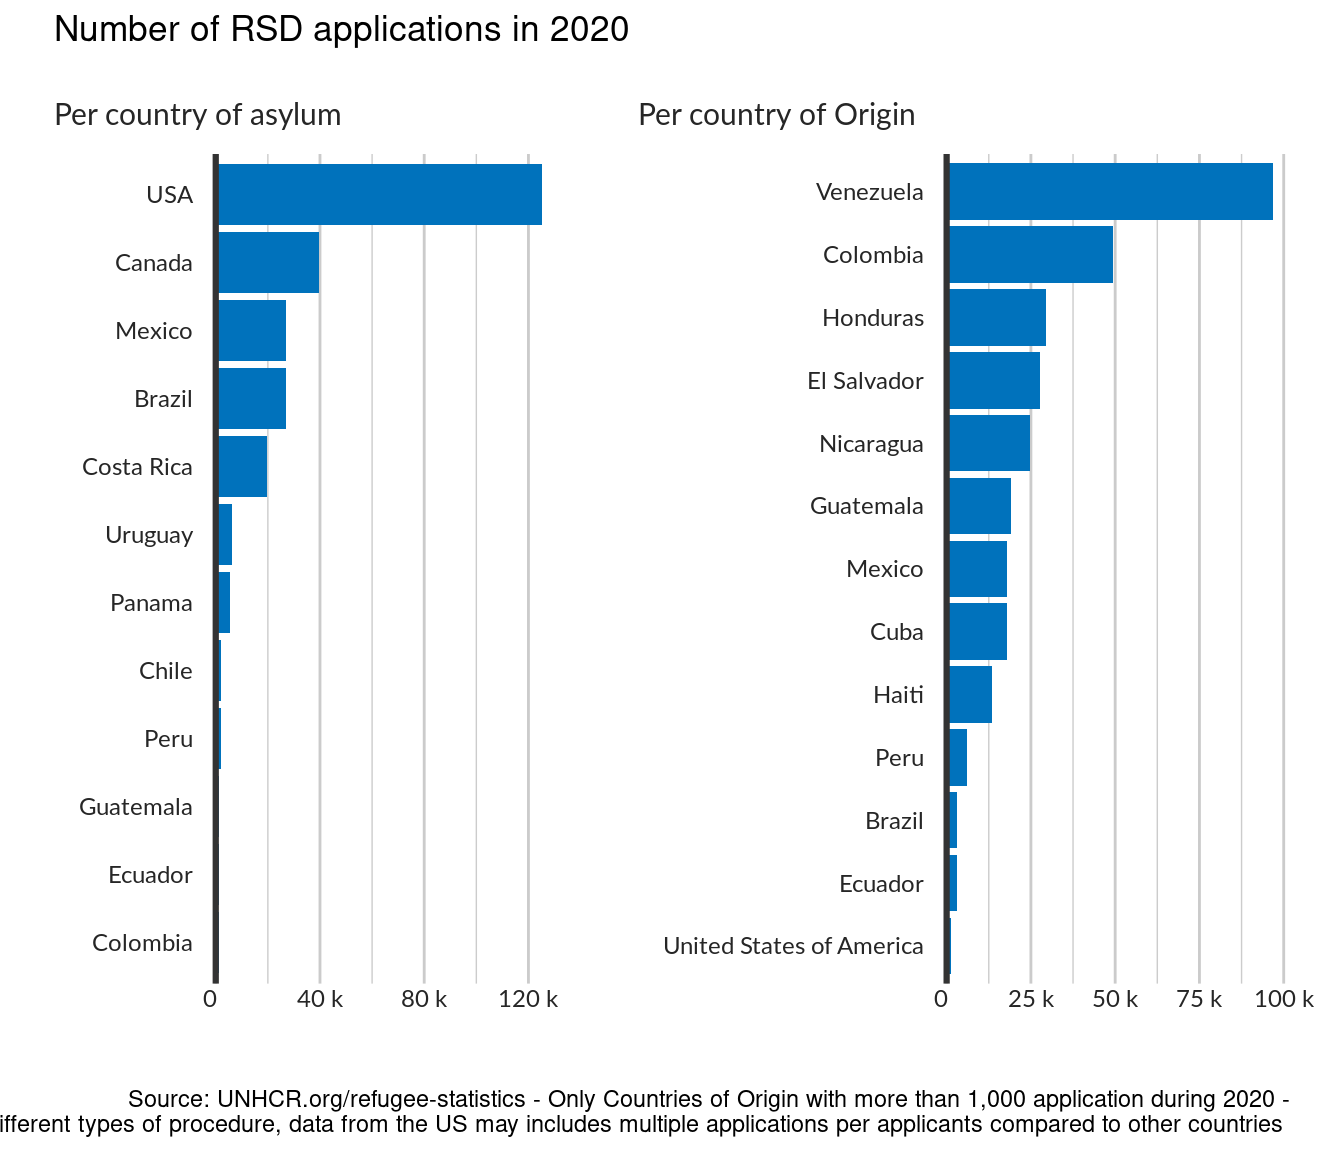 Number of RSD applications in 2020
Per country of asylum
USA
Canada
Mexico
Brazil
Costa Rica
Uruguay
Panama
Chile
Peru
Guatemala
Ecuador
Colombia
0
40 k
80 k
120 k
Per country of Origin
Venezuela
Colombia
Honduras
El Salvador
Nicaragua
Guatemala
Mexico
Cuba
Haiti
Peru
Brazil
Ecuador
United States of America
0
25 k
50 k
75 k
100 k
Source: UNHCR.org/refugee-statistics - Only Countries of Origin with more than 1,000 application during 2020 -
ifferent types of procedure, data from the US may includes multiple applications per applicants compared to other countries